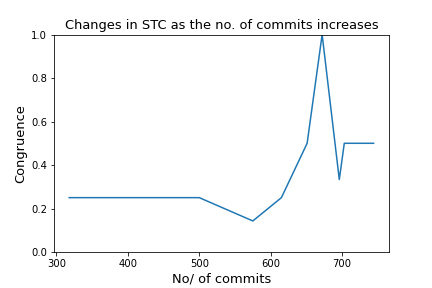 Changes in STC as the no. of commits increases
1.0
0.8
0.6
0.4
0.2
0.0
Congruence
300 400 500 600 700
No/ of commits